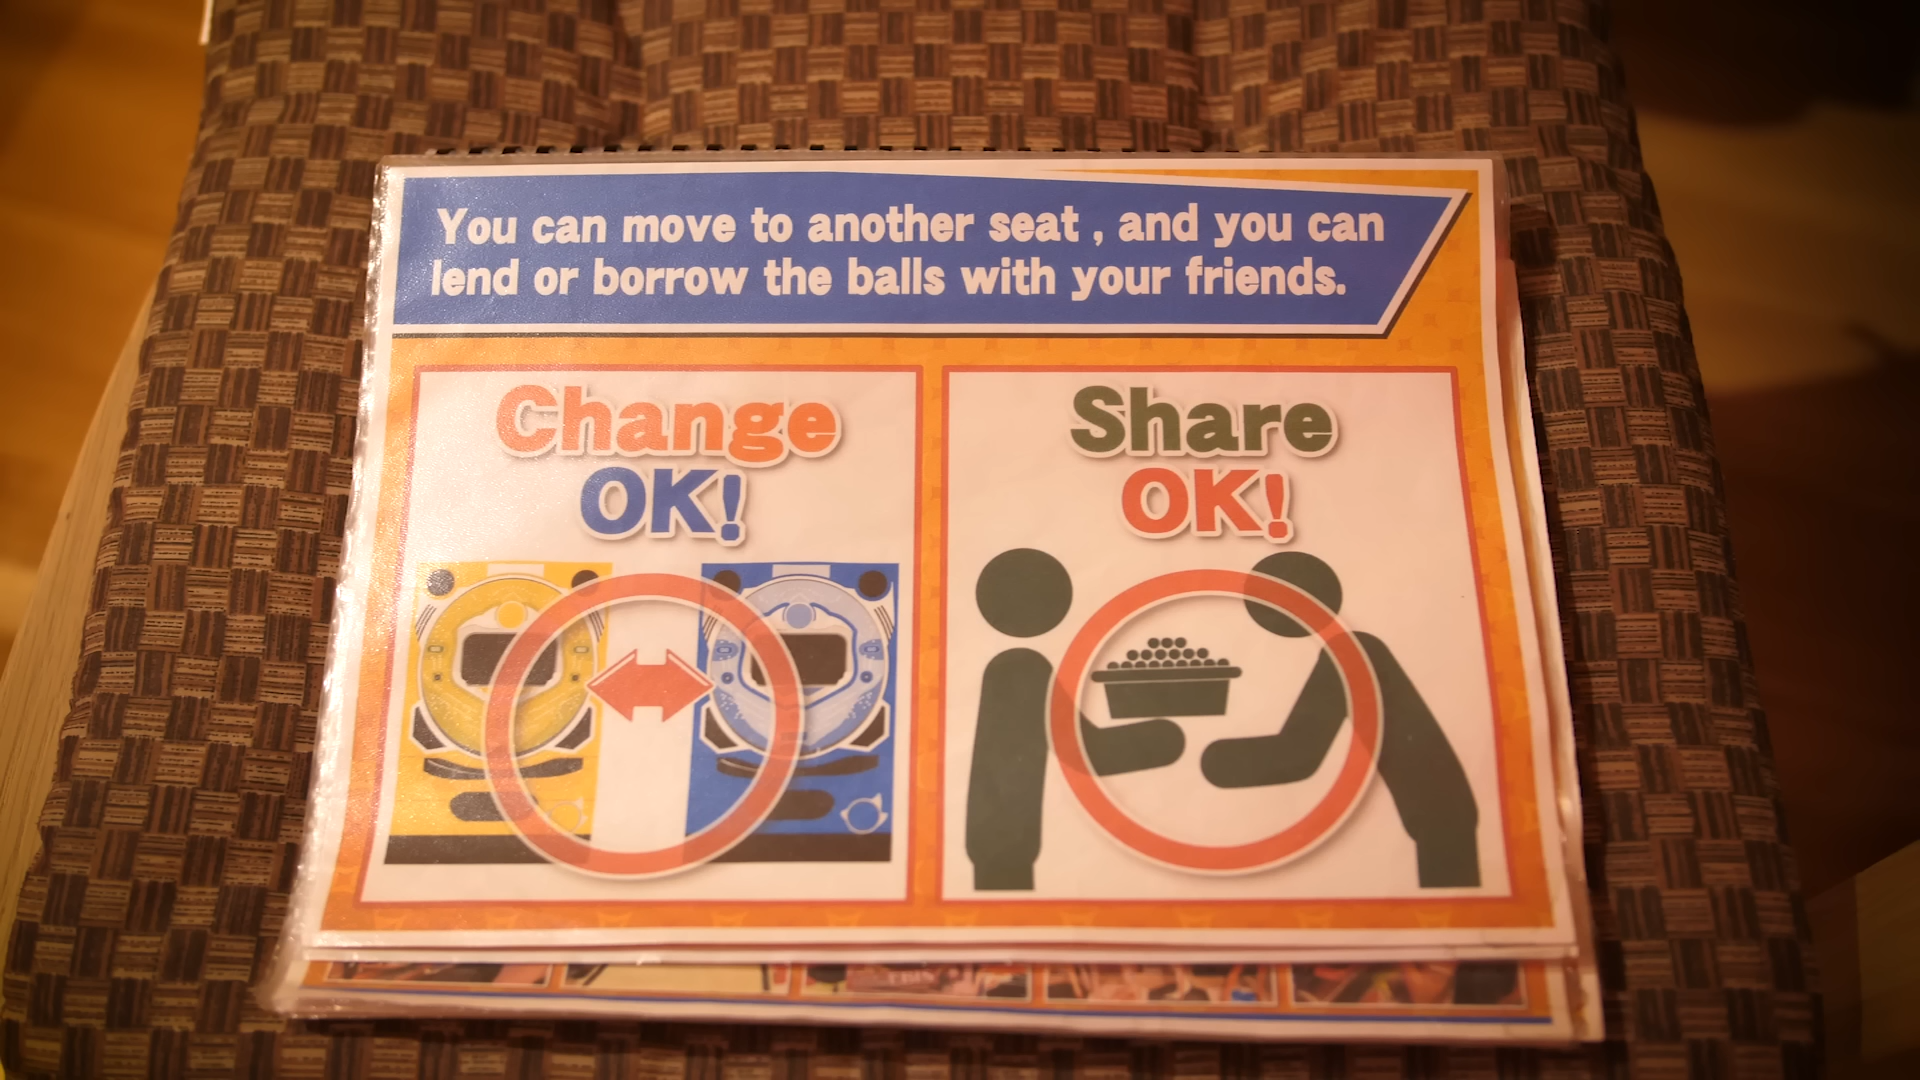 You can move to another seat , and you can
lend or borrow the balls with your friends.
Change
OK!
Share
OK!